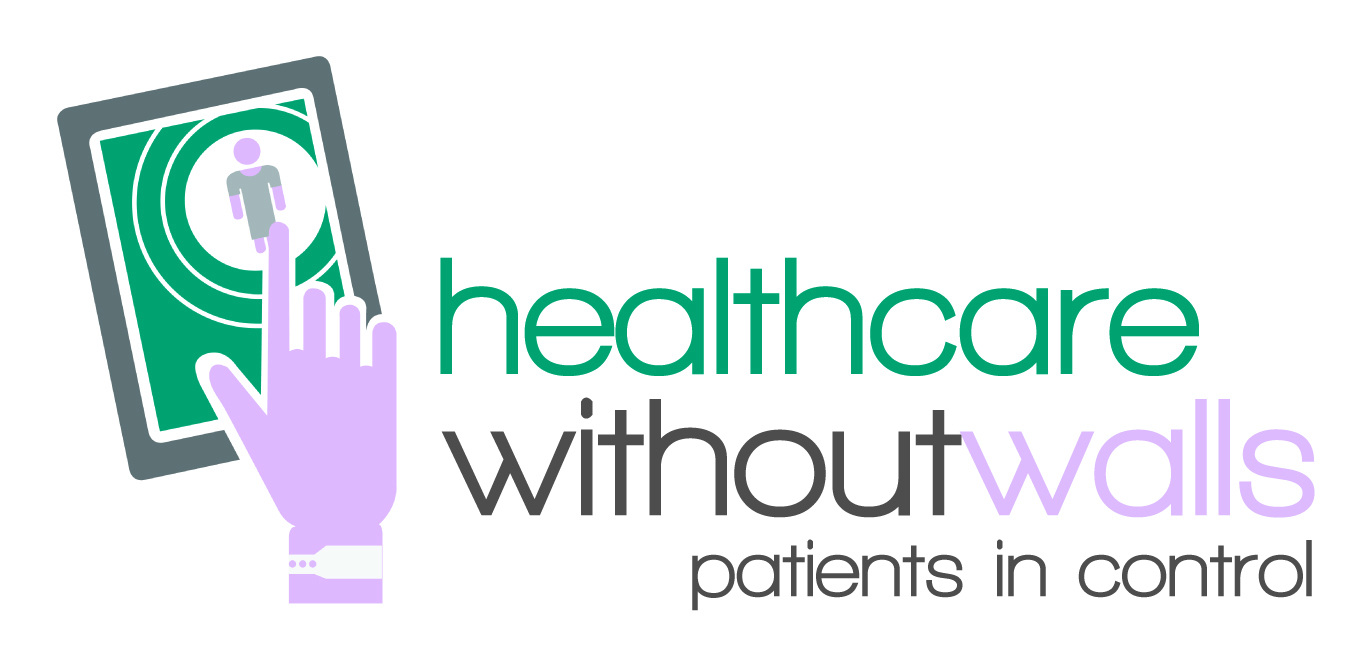 healthcare
withoutwalls
patients in control